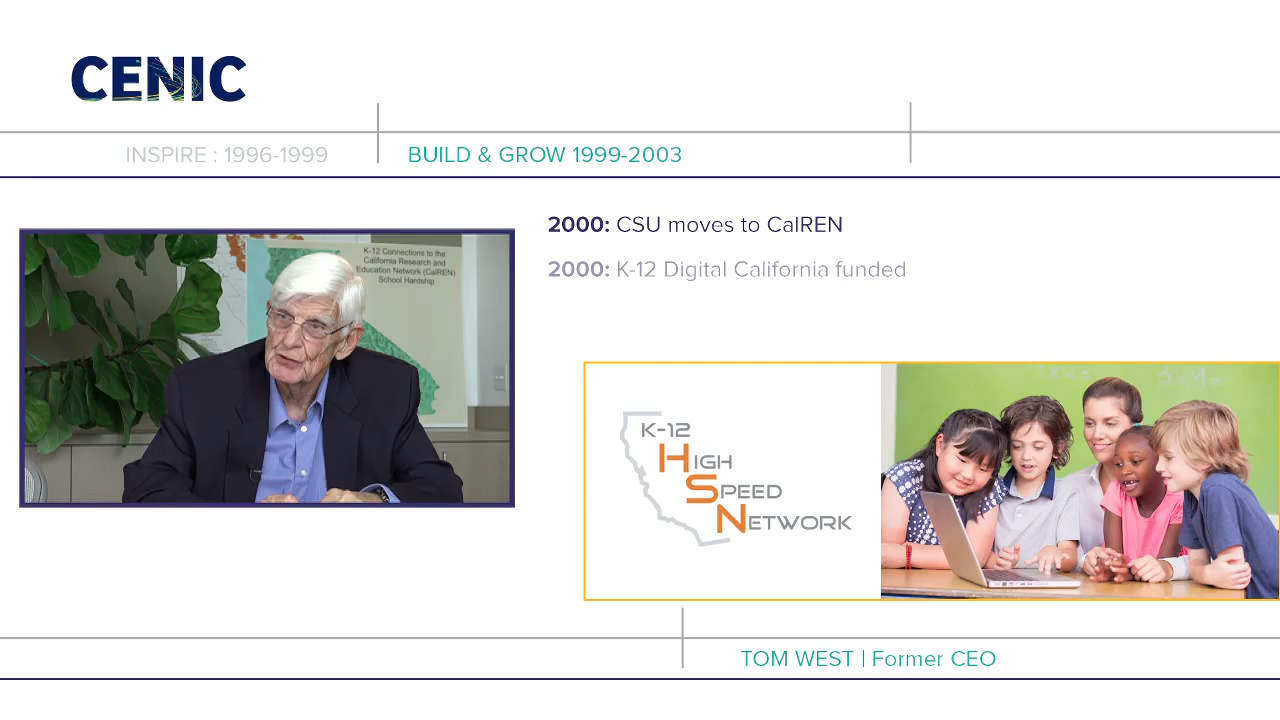 CENIC
INSPIRE : 1996-1999
BUILD & GROW 1999-2003
2000: CSU moves to CalREN
2000: K-12 Digital California funded
K-12 Connections to the
California Research and
Education Network (CalREN)
School Hardship
K-12
HIGH
SPEED
NETWORK
TOM WEST | Former CEO